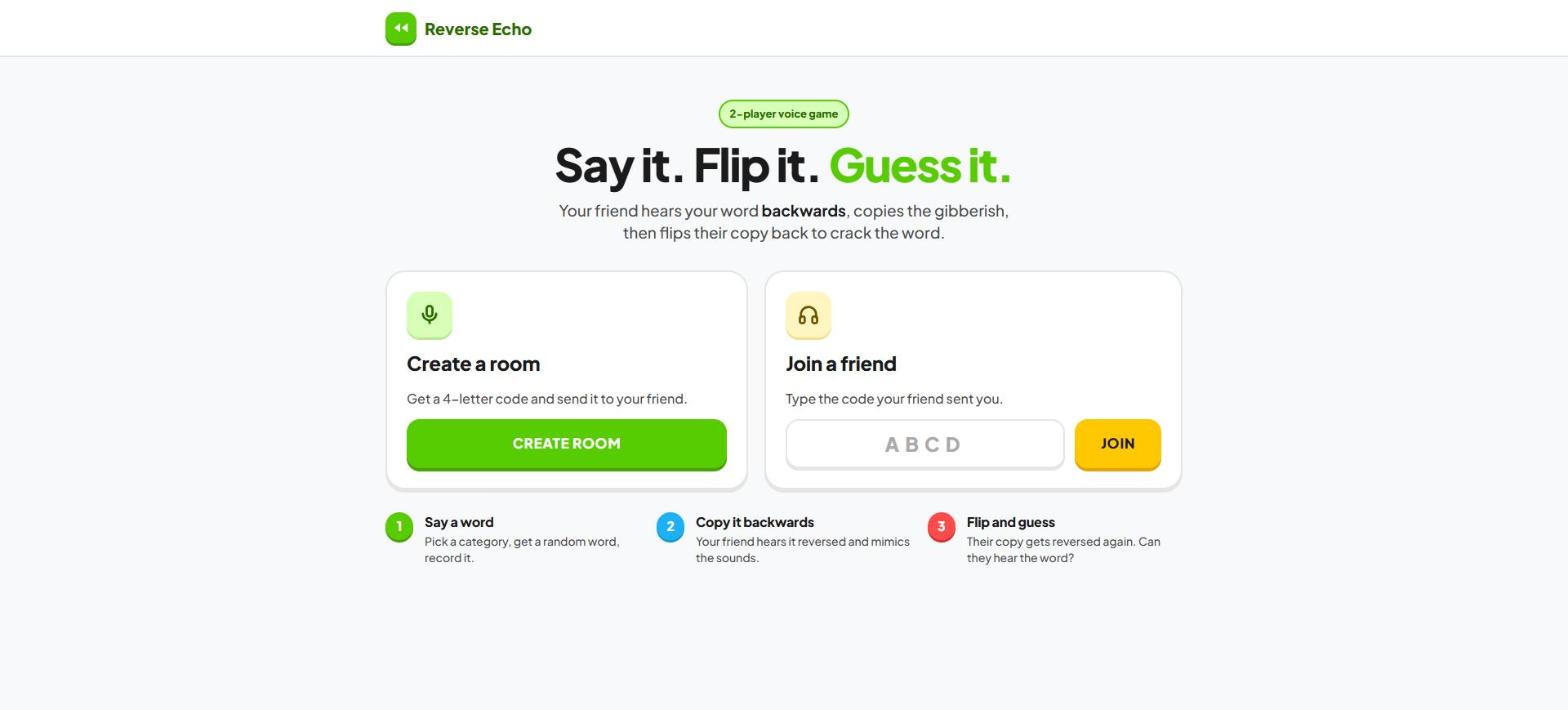 Reverse Echo
2-player voice game
Say it. Flip it. Guess it.
Your friend hears your word backwards, copies the gibberish,
then flips their copy back to crack the word.
Create a room
Get a 4-letter code and send it to your friend.
CREATE ROOM
Join a friend
Type the code your friend sent you.
ABCD
JOIN
1
Say a word
Pick a category, get a random word,
record it.
2
Copy it backwards
Your friend hears it reversed and mimics
the sounds.
3
Flip and guess
Their copy gets reversed again. Can
they hear the word?